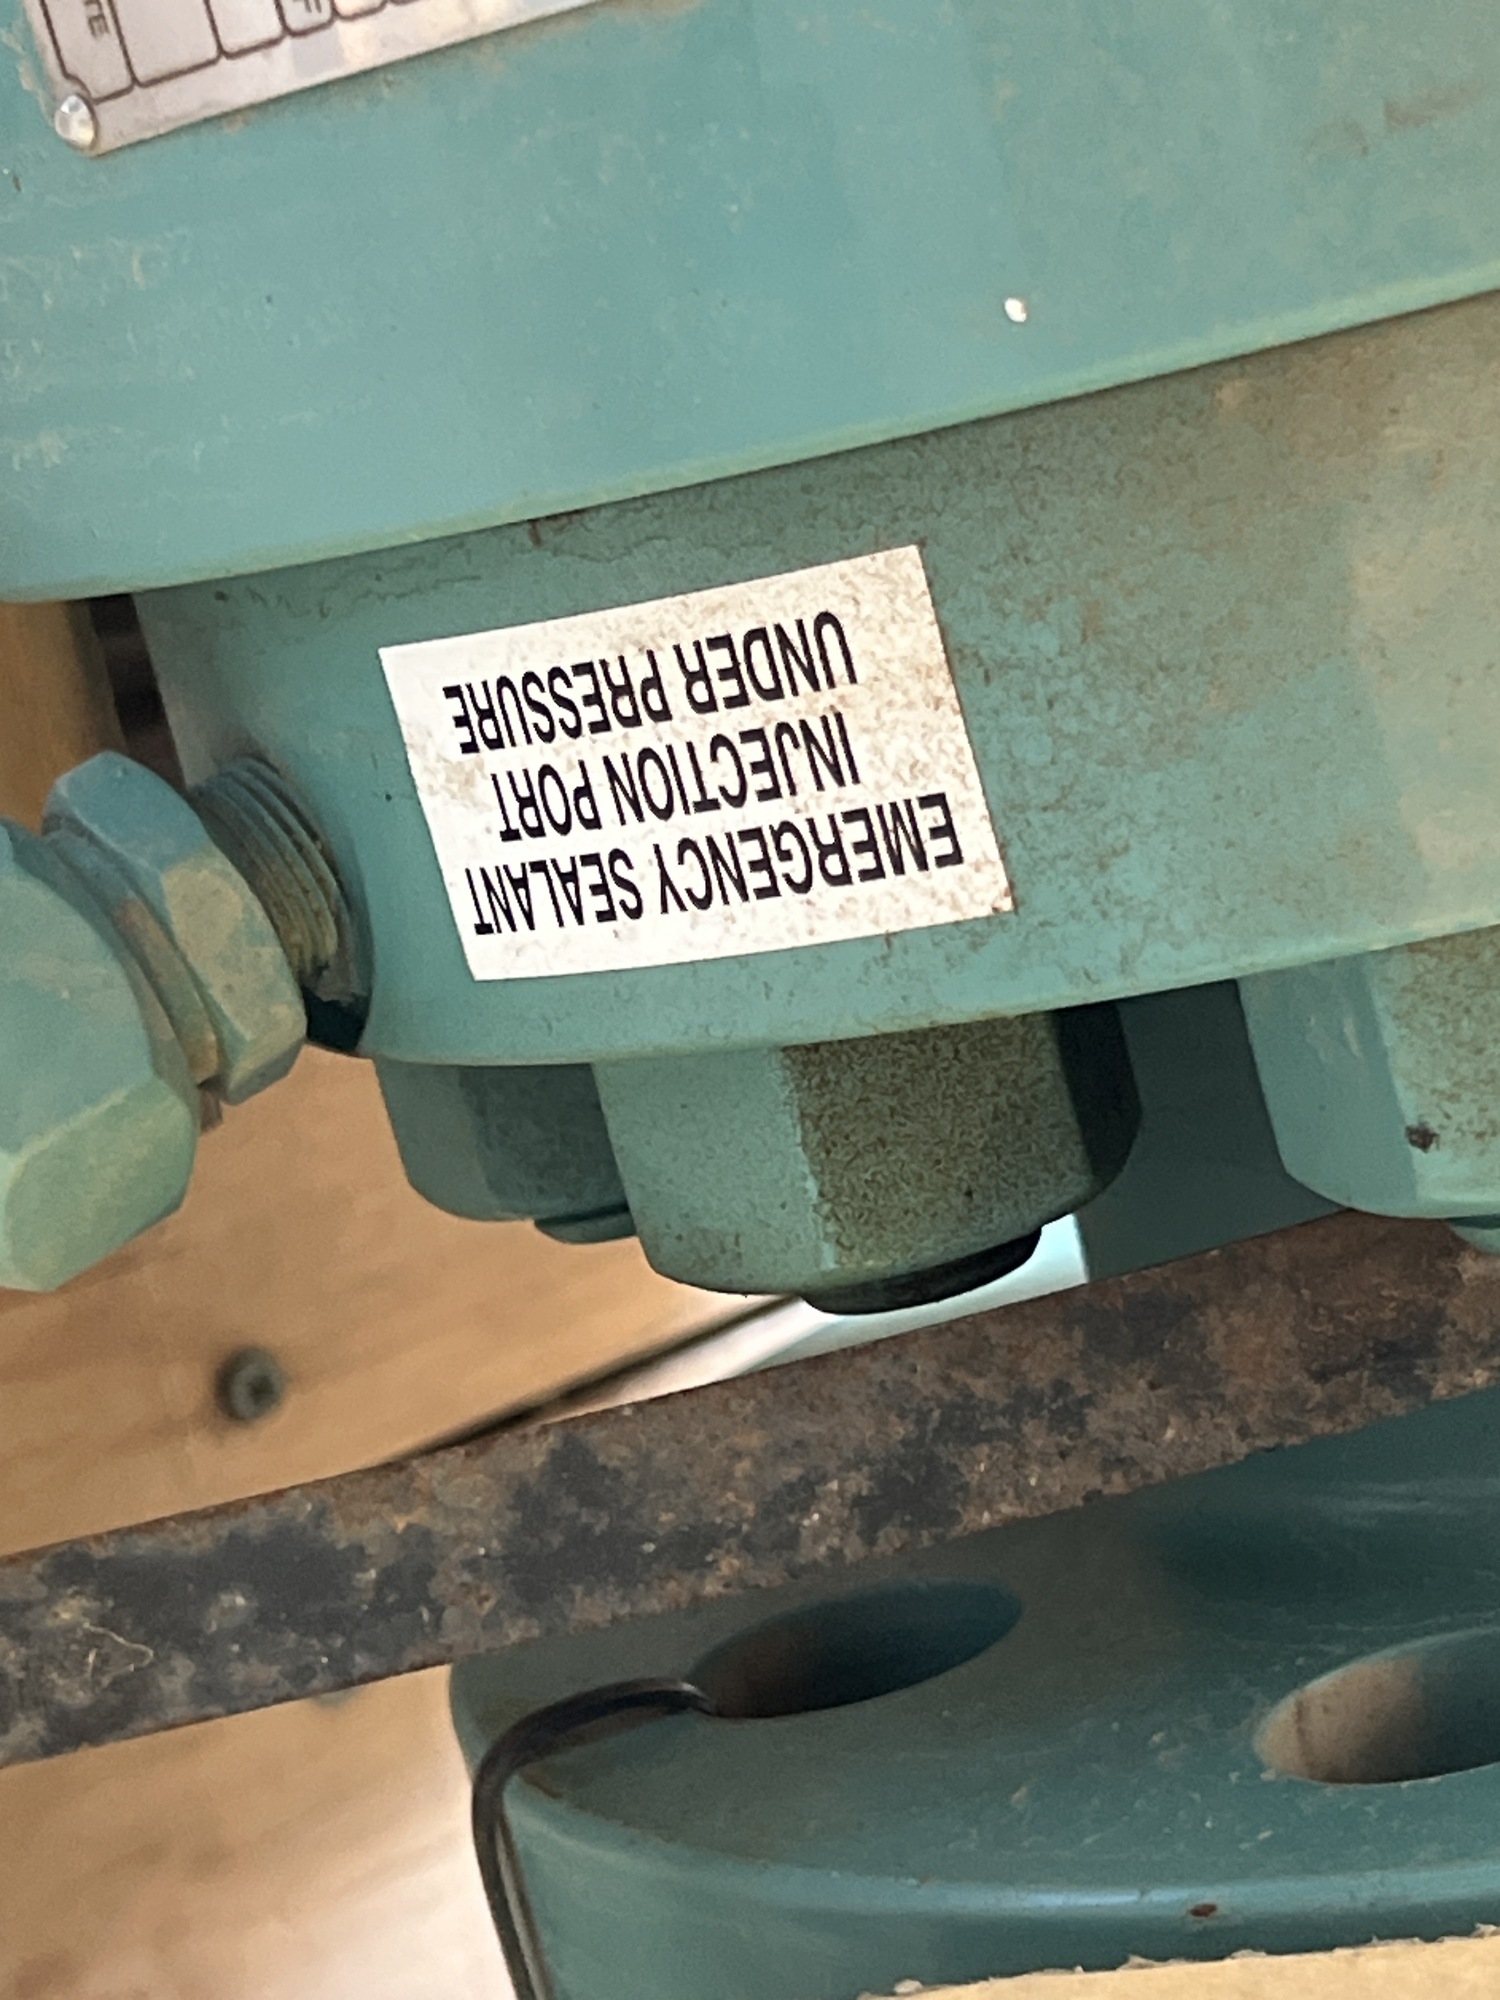 EMERGENCY SEALANT
INJECTION PORT
UNDER PRESSURE